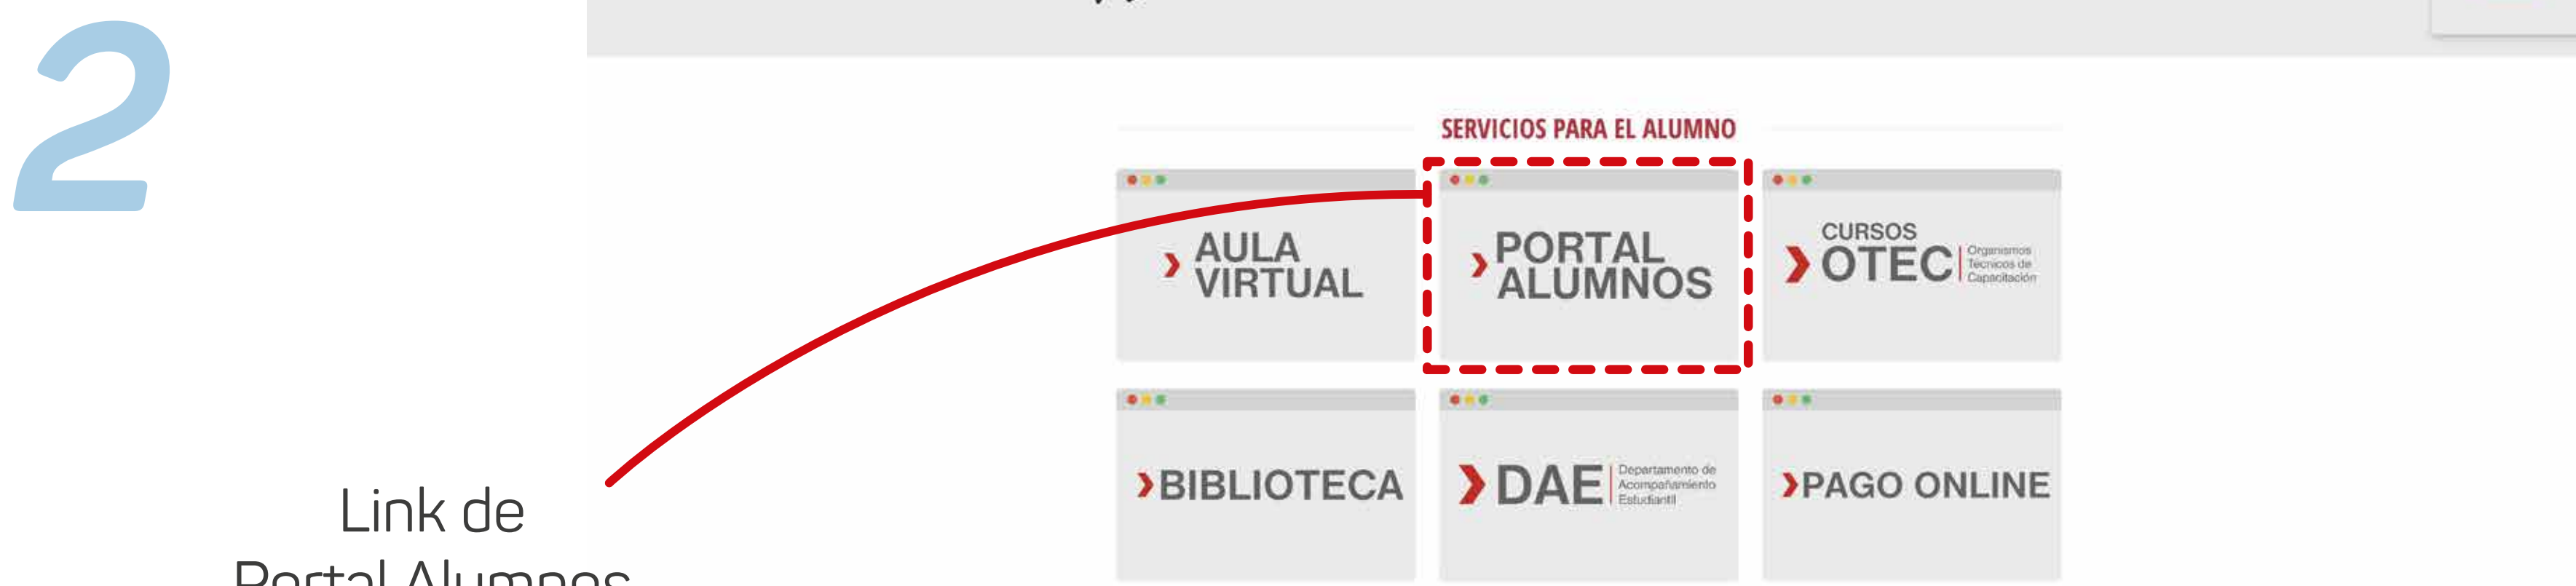 2
SERVICIOS PARA EL ALUMNO
AULA
VIRTUAL
PORTAL
ALUMNOS
CURSOS
OTEC
Organismos
Técnicos de
Capacitación
BIBLIOTECA
DAE
Departamento de
Acompañamiento
Estudiantil
PAGO ONLINE
Link de
Portal Alumnos